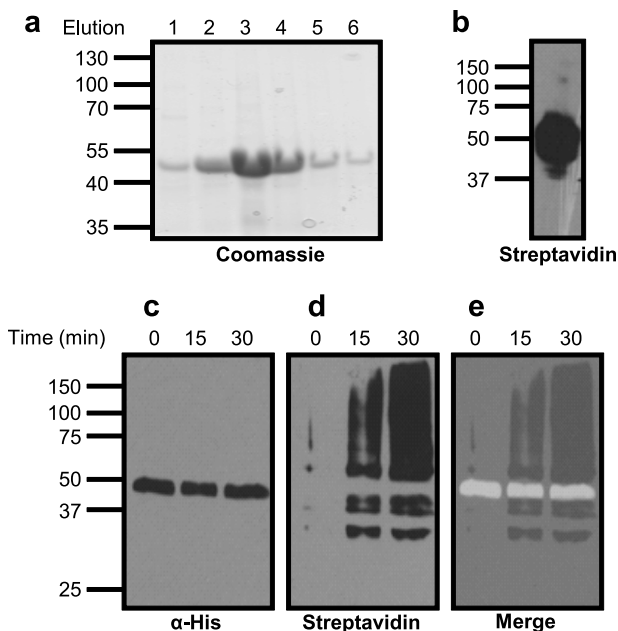 a
Elution 1 2 3 4 5 6
130
100
70
55
40
35
Coomassie
b
150
100
75
50
37
Streptavidin
c d e
Time (min) 0 15 30 0 15 30 0 15 30
150
100
75
50
37
25
α-His Streptavidin Merge